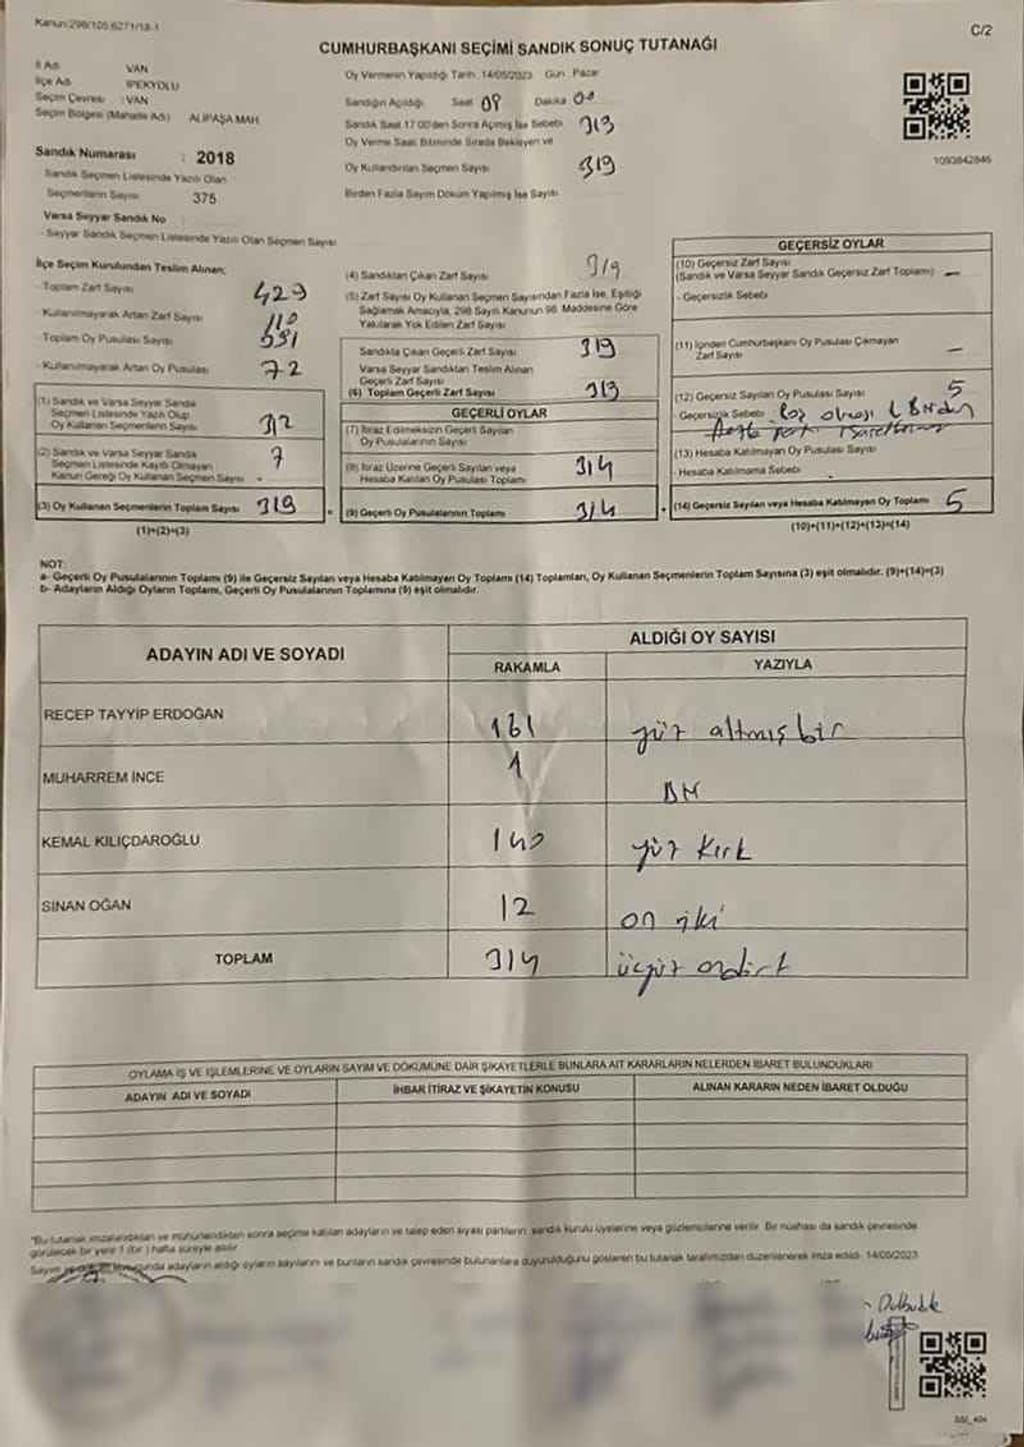 Kanun:298/105.6271/18-1
C/2
CUMHURBAŞKANI SEÇİMİ SANDIK SONUÇ TUTANAĞI
İl Adı VAN
İlçe Adı İPEKYOLU
Seçim Çevresi : VAN
Seçim Bölgesi (Mahalle Adı) ALİPAŞA MAH.
Sandık Numarası : 2018
Sandık Seçmen Listesinde Yazılı Olan
Seçmenlerin Sayısı 375
Varsa Seyyar Sandık No
- Seyyar Sandık Seçmen Listesinde Yazılı Olan Seçmen Sayısı
Oy Vermenin Yapıldığı Tarih : 14/05/2023 Gün : Pazar
Sandığın Açıldığı Saat 08 Dakika 00
Sandık Saat 17:00'den Sonra Açılmış İse Sebebi 313
Oy Verme Saati Bitiminde Sırada Bekleyen ve
Oy Kullandırılan Seçmen Sayısı 319
Birden Fazla Sayım Döküm Yapılmış İse Sayısı
1093842846
İlçe Seçim Kurulundan Teslim Alınan;
- Toplam Zarf Sayısı 429
- Kullanılmayarak Artan Zarf Sayısı 110
Toplam Oy Pusulası Sayısı 391
- Kullanılmayarak Artan Oy Pusulası 72
(1) Sandık ve Varsa Seyyar Sandık
Seçmen Listesinde Yazılı Olup
Oy Kullanan Seçmenlerin Sayısı 312
(2) Sandık ve Varsa Seyyar Sandık
Seçmen Listesinde Kayıtlı Olmayan
Kanun Gereği Oy Kullanan Seçmen Sayısı 7
(3) Oy Kullanan Seçmenlerin Toplam Sayısı 319
(1)+(2)=(3)
(4) Sandıktan Çıkan Zarf Sayısı 319
(5) Zarf Sayısı Oy Kullanan Seçmen Sayısından Fazla İse, Eşitliği
Sağlamak Amacıyla, 298 Sayılı Kanunun 98. Maddesine Göre
Yakılarak Yok Edilen Zarf Sayısı
Sandıkta Çıkan Geçerli Zarf Sayısı 319
Varsa Seyyar Sandıktan Teslim Alınan
Geçerli Zarf Sayısı
(6) Toplam Geçerli Zarf Sayısı 313
GEÇERLİ OYLAR
(7) İtiraz Edilmeksizin Geçerli Sayılan
Oy Pusulalarının Sayısı
(8) İtiraz Üzerine Geçerli Sayılan veya
Hesaba Katılan Oy Pusulası Toplamı 314
(9) Geçerli Oy Pusulalarının Toplamı 314
GEÇERSİZ OYLAR
(10) Geçersiz Zarf Sayısı
(Sandık ve Varsa Seyyar Sandık Geçersiz Zarf Toplamı) —
- Geçersizlik Sebebi
(11) İçinden Cumhurbaşkanı Oy Pusulası Çıkmayan
Zarf Sayısı —
(12) Geçersiz Sayılan Oy Pusulası Sayısı 5
- Geçersizlik Sebebi Boş olması
(13) Hesaba Katılmayan Oy Pusulası Sayısı
- Hesaba Katılmama Sebebi
(14) Geçersiz Sayılan veya Hesaba Katılmayan Oy Toplamı 5
(10)+(11)+(12)+(13)=(14)
NOT:
a- Geçerli Oy Pusulalarının Toplamı (9) ile Geçersiz Sayılan veya Hesaba Katılmayan Oy Toplamı (14) Toplamları, Oy Kullanan Seçmenlerin Toplam Sayısına (3) eşit olmalıdır. (9)+(14)=(3)
b- Adayların Aldığı Oyların Toplamı, Geçerli Oy Pusulalarının Toplamına (9) eşit olmalıdır.
ADAYIN ADI VE SOYADI
ALDIĞI OY SAYISI
RAKAMLA YAZIYLA
RECEP TAYYİP ERDOĞAN 161 yüz altmış bir
MUHARREM İNCE 1 BİR
KEMAL KILIÇDAROĞLU 140 yüz kırk
SİNAN OĞAN 12 on iki
TOPLAM 314 üçyüz ondört
OYLAMA İŞ VE İŞLEMLERİNE VE OYLARIN SAYIM VE DÖKÜMÜNE DAİR ŞİKAYETLERLE BUNLARA AİT KARARLARIN NELERDEN İBARET BULUNDUKLARI
ADAYIN ADI VE SOYADI İHBAR İTİRAZ VE ŞİKAYETİN KONUSU ALINAN KARARIN NEDEN İBARET OLDUĞU
*Bu tutanak imzalandıktan ve mühürlendikten sonra seçime katılan adayların ve talep eden siyasi partilerin sandık kurulu üyelerine veya gözlemcilerine verilir. Bir nüshası da sandık çevresinde
görülecek bir yere 1 (bir) hafta süreyle asılır.
adayların aldığı oyların sayılarını ve bunların sandık çevresinde bulunanlara duyurulduğunu gösteren bu tutanak tarafımızdan düzenlenerek imza edildi. 14/05/2023